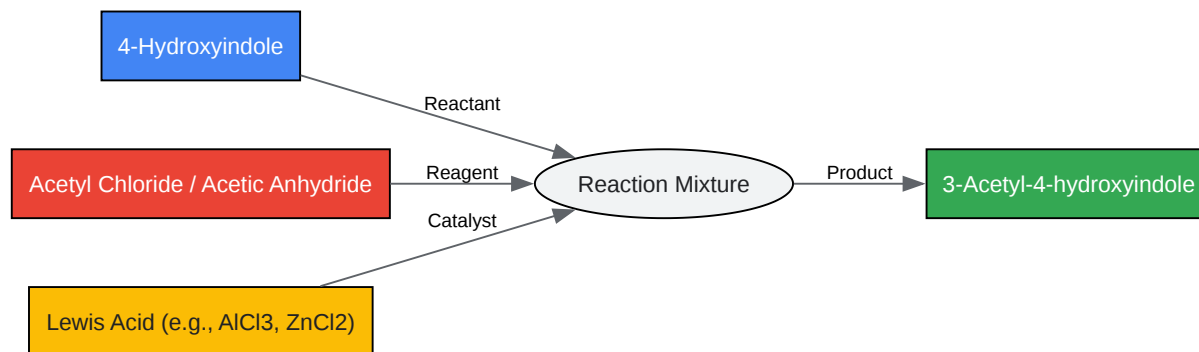 4-Hydroxyindole
Reactant
Acetyl Chloride / Acetic Anhydride
Reagent
Reaction Mixture
Product
3-Acetyl-4-hydroxyindole
Catalyst
Lewis Acid (e.g., AlCl3, ZnCl2)